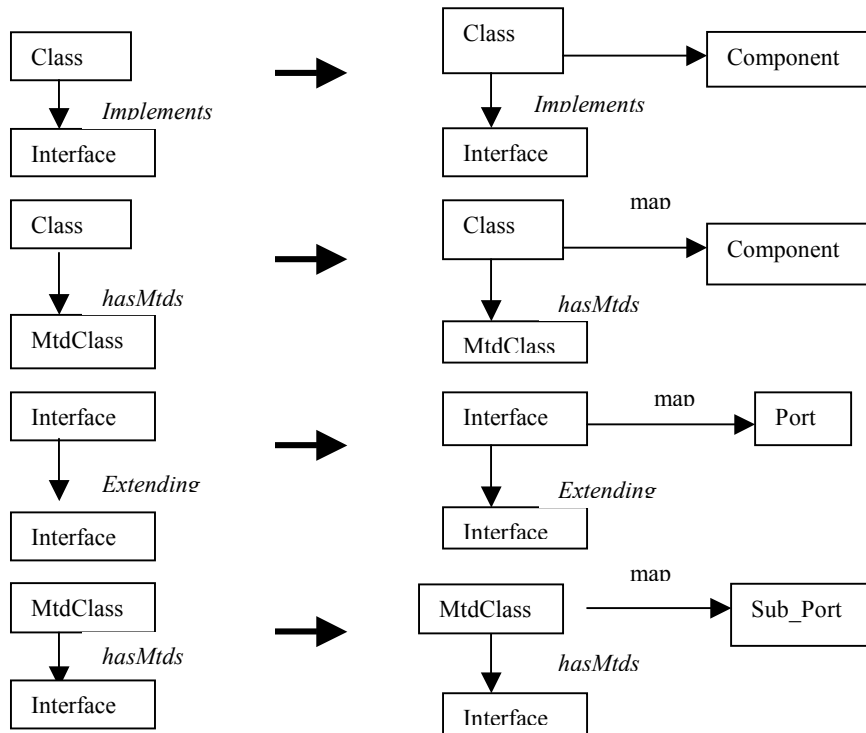 Class
Class
Component
Implements
Implements
Interface
Interface
Class
Class
map
Component
hasMtds
hasMtds
MtdClass
MtdClass
Interface
Interface
map
Port
Extending
Extending
Interface
Interface
MtdClass
MtdClass
map
Sub_Port
hasMtds
hasMtds
Interface
Interface